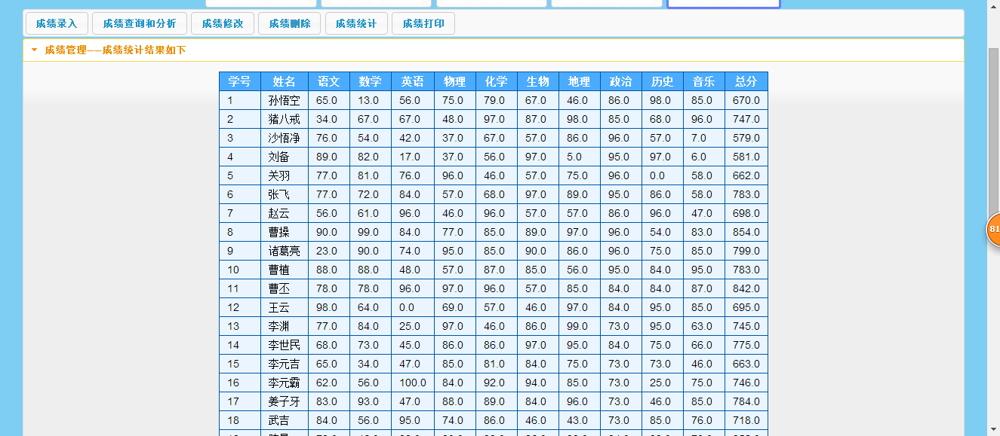 成绩录入 成绩查询和分析 成绩修改 成绩删除 成绩统计 成绩打印
成绩管理——成绩统计结果如下
学号 姓名 语文 数学 英语 物理 化学 生物 地理 政治 历史 音乐 总分
1 孙悟空 65.0 13.0 56.0 75.0 79.0 67.0 46.0 86.0 98.0 85.0 670.0
2 猪八戒 34.0 67.0 67.0 48.0 97.0 87.0 98.0 85.0 68.0 96.0 747.0
3 沙悟净 76.0 54.0 42.0 37.0 67.0 57.0 86.0 96.0 57.0 7.0 579.0
4 刘备 89.0 82.0 17.0 37.0 56.0 97.0 5.0 95.0 97.0 6.0 581.0
5 关羽 77.0 81.0 76.0 96.0 46.0 57.0 75.0 96.0 0.0 58.0 662.0
6 张飞 77.0 72.0 84.0 57.0 68.0 97.0 89.0 95.0 86.0 58.0 783.0
7 赵云 56.0 61.0 96.0 46.0 96.0 57.0 57.0 86.0 96.0 47.0 698.0
8 曹操 90.0 99.0 84.0 77.0 85.0 89.0 97.0 96.0 54.0 83.0 854.0
9 诸葛亮 23.0 90.0 74.0 95.0 85.0 90.0 86.0 96.0 75.0 85.0 799.0
10 曹植 88.0 88.0 48.0 57.0 87.0 85.0 56.0 95.0 84.0 95.0 783.0
11 曹丕 78.0 78.0 96.0 97.0 96.0 57.0 85.0 84.0 84.0 87.0 842.0
12 王云 98.0 64.0 0.0 69.0 57.0 46.0 97.0 84.0 95.0 85.0 695.0
13 李渊 77.0 84.0 25.0 97.0 46.0 86.0 99.0 73.0 95.0 63.0 745.0
14 李世民 68.0 73.0 45.0 86.0 86.0 97.0 95.0 84.0 75.0 66.0 775.0
15 李元吉 65.0 34.0 47.0 85.0 81.0 84.0 75.0 73.0 73.0 46.0 663.0
16 李元霸 62.0 56.0 100.0 84.0 92.0 94.0 85.0 73.0 25.0 75.0 746.0
17 姜子牙 83.0 93.0 47.0 88.0 89.0 84.0 96.0 73.0 46.0 85.0 784.0
18 武吉 84.0 56.0 95.0 74.0 86.0 46.0 43.0 73.0 85.0 76.0 718.0
81